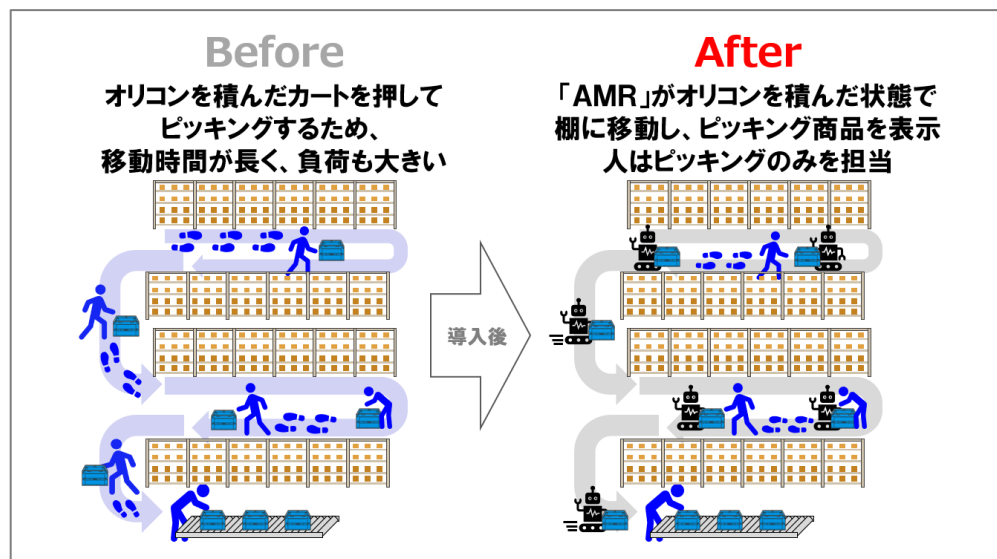 Before
オリコンを積んだカートを押して
ピッキングするため、
移動時間が長く、負荷も大きい
導入後
After
「AMR」がオリコンを積んだ状態で
棚に移動し、ピッキング商品を表示
人はピッキングのみを担当